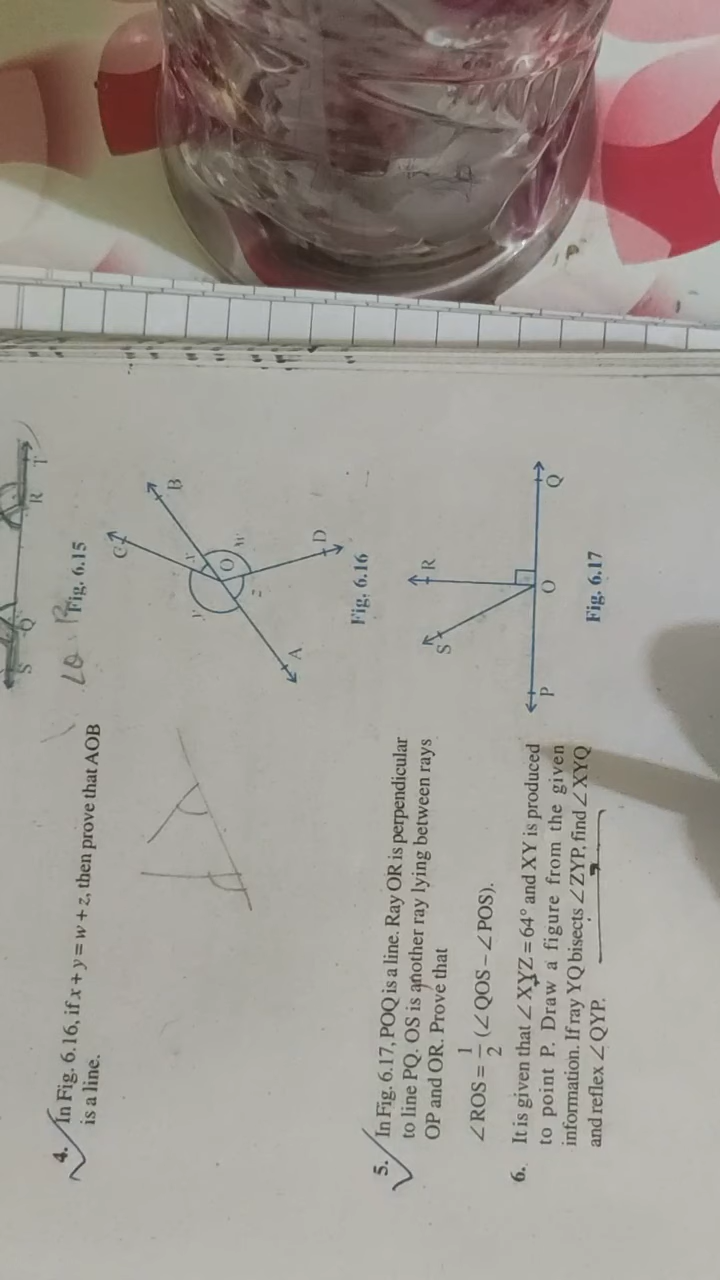 S Q R T
Fig. 6.15
4. In Fig. 6.16, if x + y = w + z, then prove that AOB
is a line.
C
B
x
y
O
w
z
A
D
Fig. 6.16
5. In Fig. 6.17, POQ is a line. Ray OR is perpendicular
to line PQ. OS is another ray lying between rays
OP and OR. Prove that
∠ROS = 1/2 (∠QOS – ∠POS).
S
R
P O Q
Fig. 6.17
6. It is given that ∠XYZ = 64° and XY is produced
to point P. Draw a figure from the given
information. If ray YQ bisects ∠ZYP, find ∠XYQ
and reflex ∠QYP.